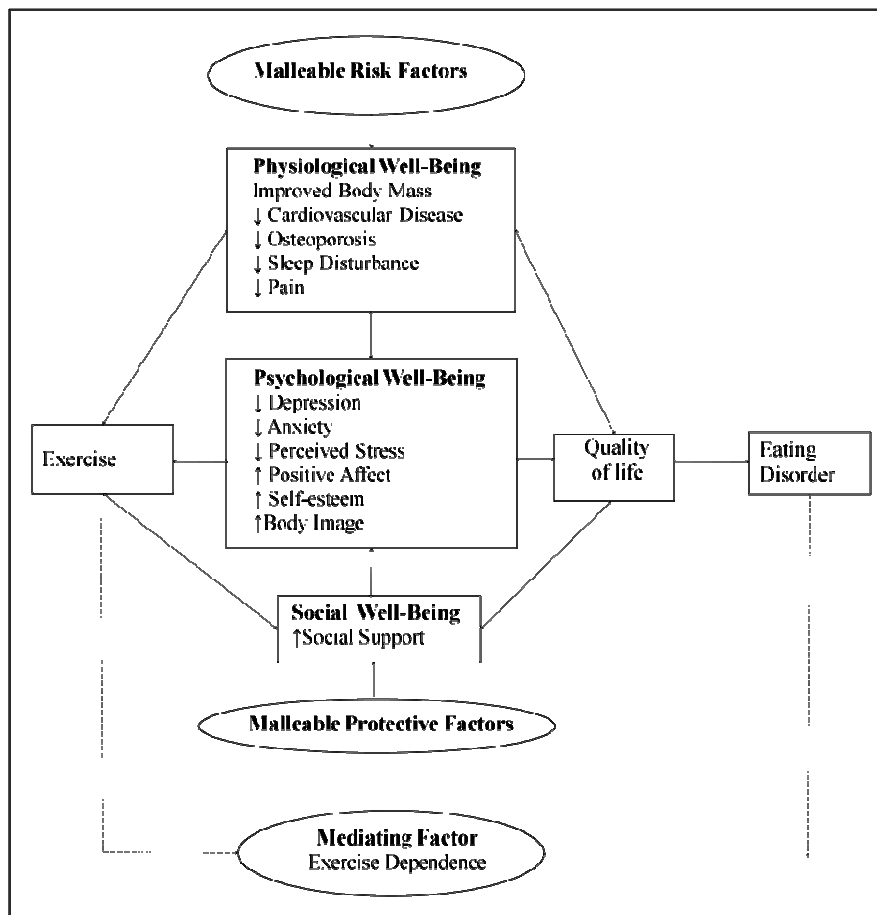 Malleable Risk Factors
Physiological Well-Being
Improved Body Mass
↓ Cardiovascular Disease
↓ Osteoporosis
↓ Sleep Disturbance
↓ Pain
Psychological Well-Being
↓ Depression
↓ Anxiety
↓ Perceived Stress
↑ Positive Affect
↑ Self-esteem
↑Body Image
Exercise
Quality
of life
Eating
Disorder
Social Well-Being
↑Social Support
Malleable Protective Factors
Mediating Factor
Exercise Dependence